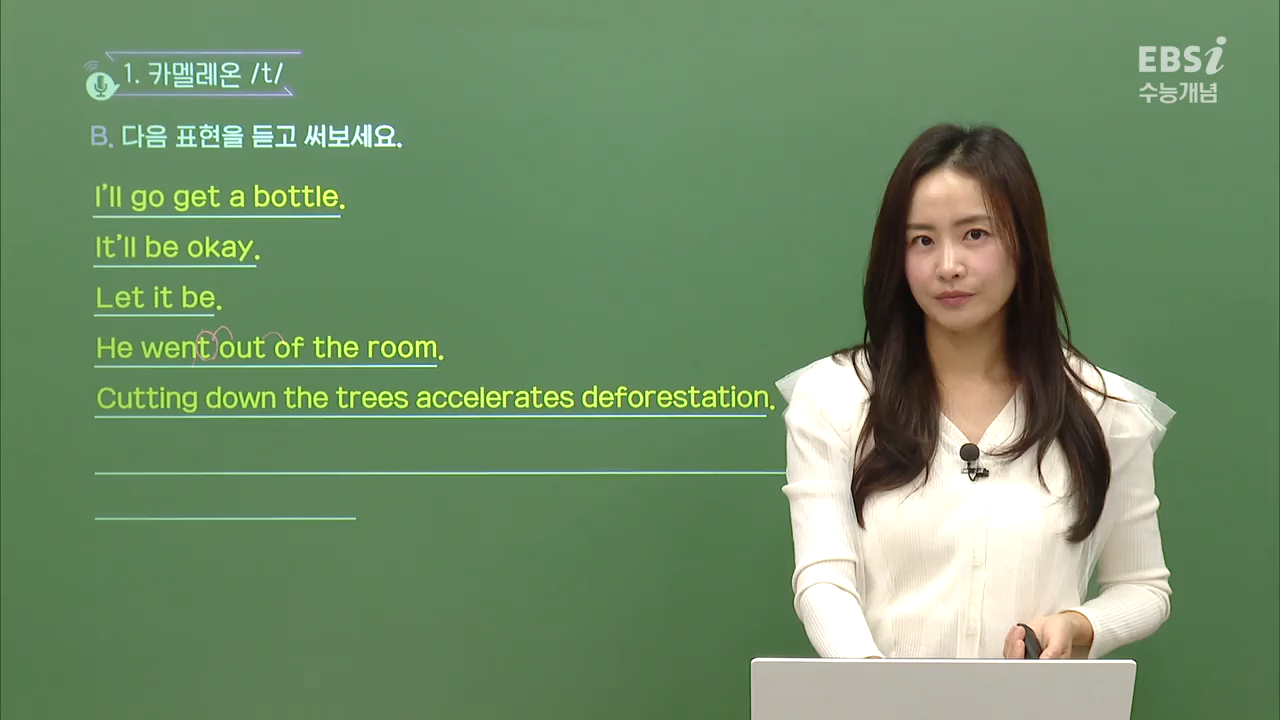 1. 카멜레온 /t/
EBSi
수능개념
B. 다음 표현을 듣고 써보세요.
I'll go get a bottle.
It'll be okay.
Let it be.
He went out of the room.
Cutting down the trees accelerates deforestation.